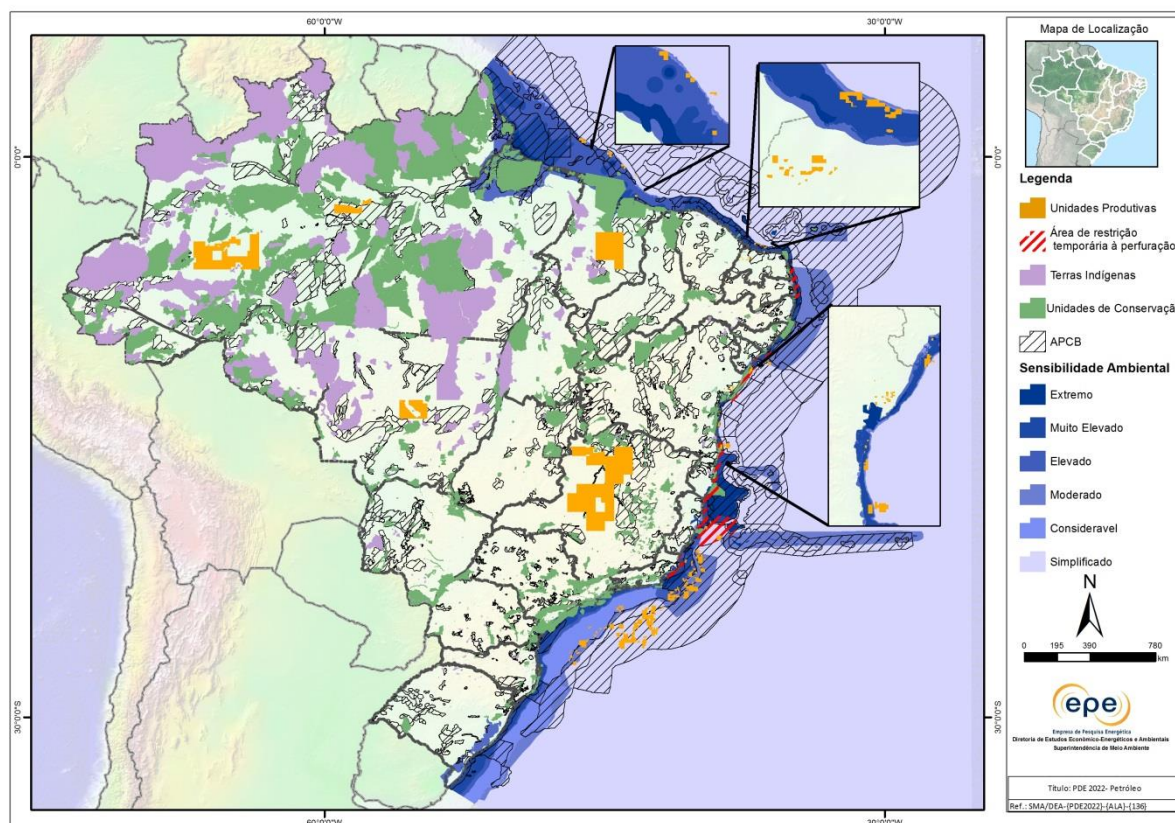 60°0'0"W
30°0'0"W
0°0'0"
0°0'0"
30°0'0"S
30°0'0"S
60°0'0"W
30°0'0"W
Mapa de Localização
Legenda
Unidades Produtivas
Área de restrição
temporária à perfuração
Terras Indígenas
Unidades de Conservaçã
APCB
Sensibilidade Ambiental
Extremo
Muito Elevado
Elevado
Moderado
Consideravel
Simplificado
N
0 195 390 780
km
epe
Empresa de Pesquisa Energética
Diretoria de Estudos Econômico-Energéticos e Ambientais
Superintendência de Meio Ambiente
Título: PDE 2022- Petróleo
Ref.: SMA/DEA-{PDE2022}-{ALA}-{136}